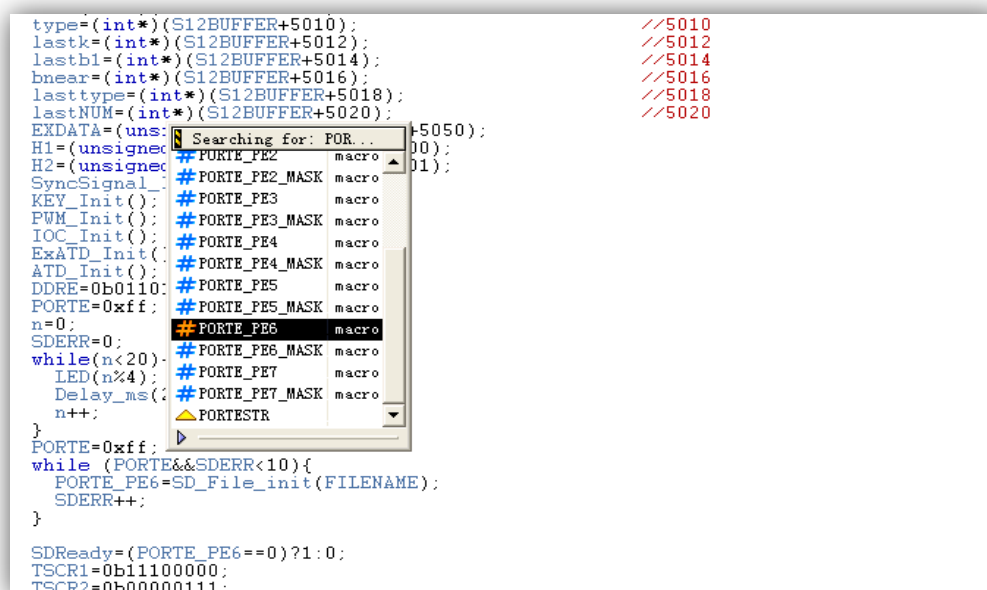 type=(int*)(S12BUFFER+5010); //5010
lastk=(int*)(S12BUFFER+5012); //5012
lastb1=(int*)(S12BUFFER+5014); //5014
bnear=(int*)(S12BUFFER+5016); //5016
lasttype=(int*)(S12BUFFER+5018); //5018
lastNUM=(int*)(S12BUFFER+5020); //5020
EXDATA=(uns +5050);
H1=(unsigned 00);
H2=(unsigned 01);
SyncSignal_
KEY_Init();
PWM_Init();
IOC_Init();
ExATD_Init(
ATD_Init();
DDRE=0b0110
PORTE=0xff;
n=0;
SDERR=0;
while(n<20)
LED(n%4);
Delay_ms(
n++;
}
PORTE=0xff;
while (PORTE&&SDERR<10){
PORTE_PE6=SD_File_init(FILENAME);
SDERR++;
}
SDReady=(PORTE_PE6==0)?1:0;
TSCR1=0b11100000;
TSCR2=0b00000111;
Searching for: POR...
PORTE_PE2 macro
PORTE_PE2_MASK macro
PORTE_PE3 macro
PORTE_PE3_MASK macro
PORTE_PE4 macro
PORTE_PE4_MASK macro
PORTE_PE5 macro
PORTE_PE5_MASK macro
PORTE_PE6 macro
PORTE_PE6_MASK macro
PORTE_PE7 macro
PORTE_PE7_MASK macro
PORTESTR